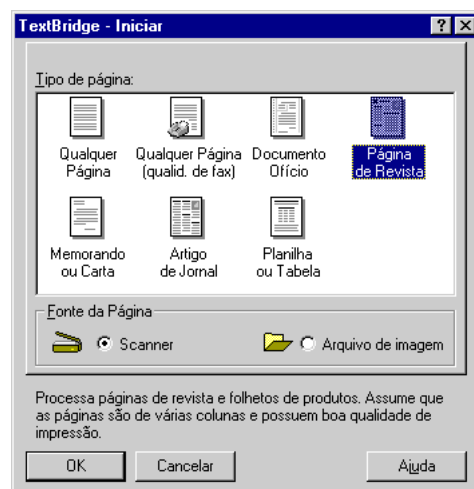 TextBridge - Iniciar
Tipo de página:
Qualquer Página
Qualquer Página (qualid. de fax)
Documento Ofício
Página de Revista
Memorando ou Carta
Artigo de Jornal
Planilha ou Tabela
Fonte da Página
Scanner
Arquivo de imagem
Processa páginas de revista e folhetos de produtos. Assume que
as páginas são de várias colunas e possuem boa qualidade de
impressão.
OK
Cancelar
Ajuda